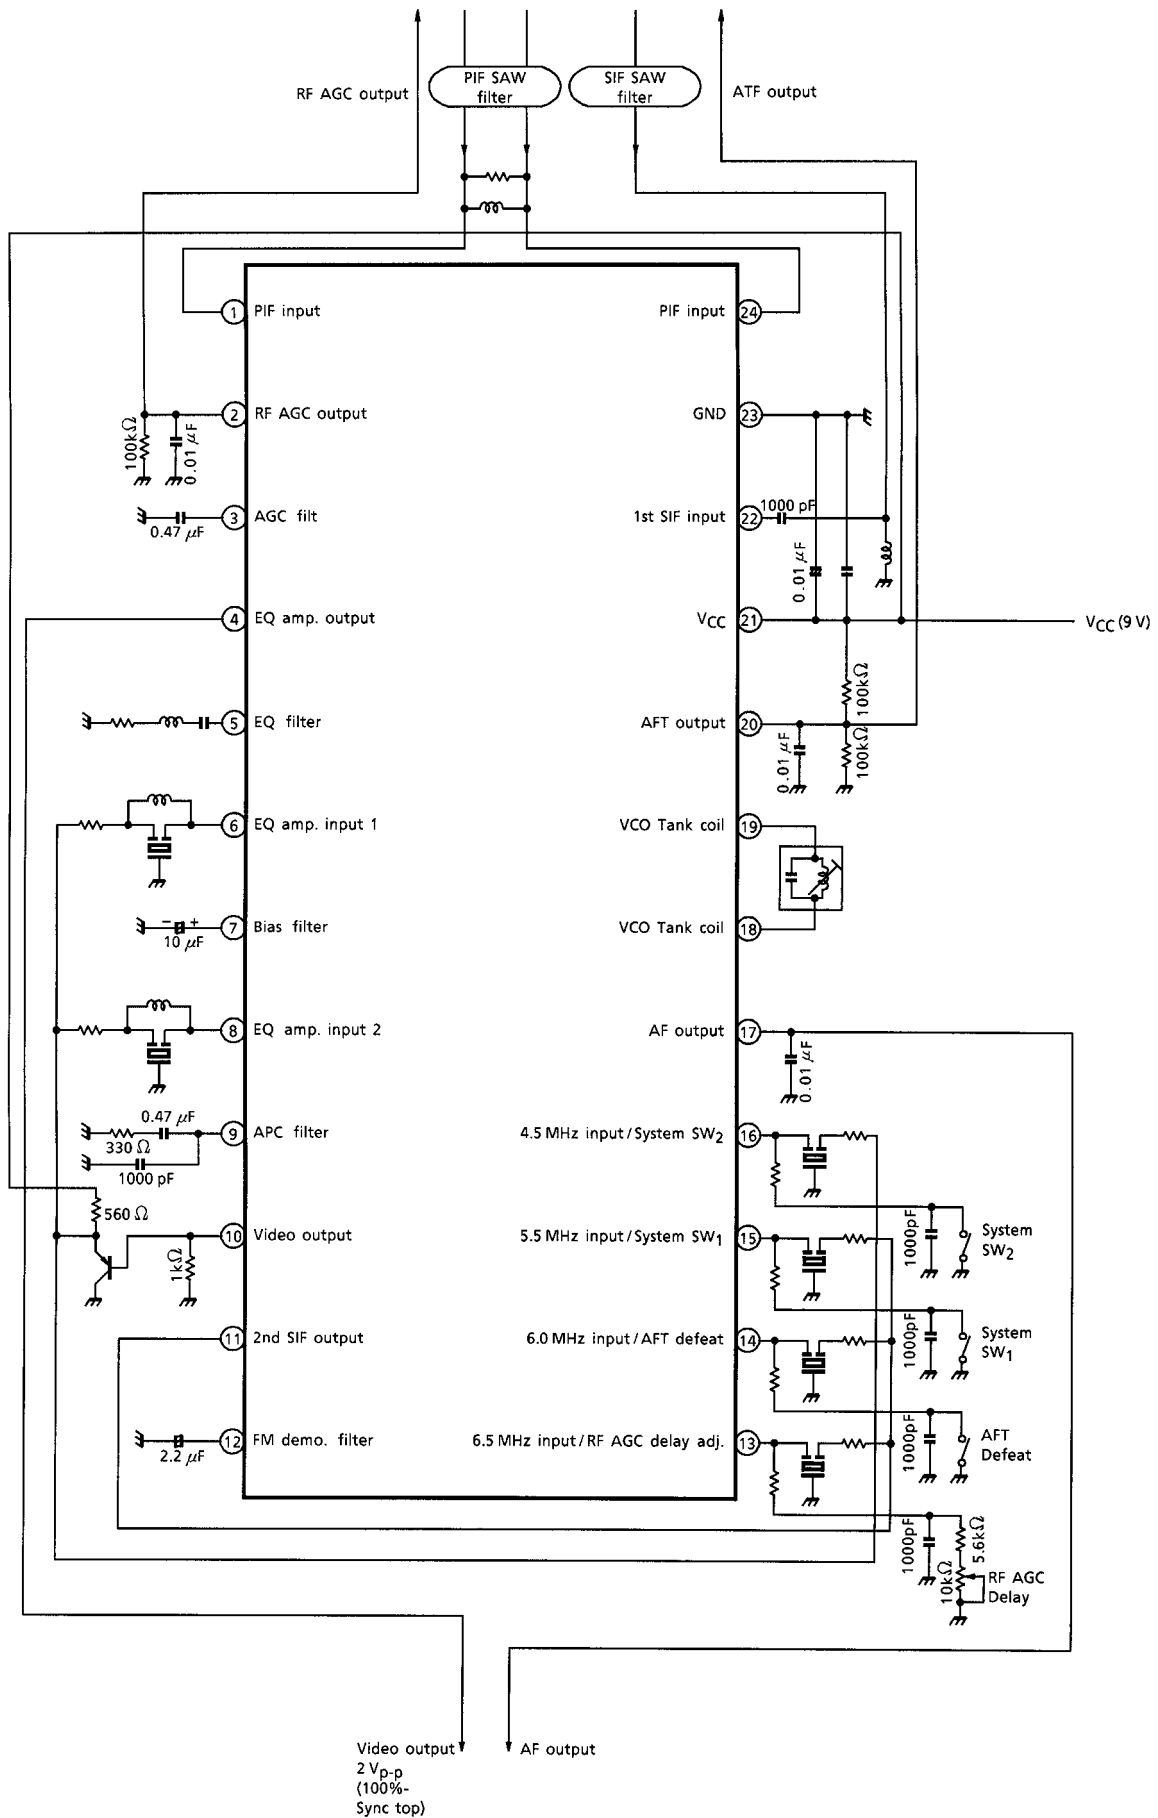 RF AGC output
PIF SAW
filter
SIF SAW
filter
ATF output
1 PIF input
PIF input 24
2 RF AGC output
100kΩ
0.01 μF
GND 23
3 AGC filt
0.47 μF
1st SIF input 22
1000 pF
0.01 μF
4 EQ amp. output
VCC 21
VCC (9 V)
100kΩ
5 EQ filter
AFT output 20
0.01 μF
100kΩ
6 EQ amp. input 1
VCO Tank coil 19
7 Bias filter
− +
10 μF
VCO Tank coil 18
8 EQ amp. input 2
AF output 17
0.01 μF
9 APC filter
0.47 μF
330 Ω
1000 pF
4.5 MHz input / System SW2 16
560 Ω
10 Video output
1kΩ
5.5 MHz input / System SW1 15
1000pF
System
SW2
11 2nd SIF output
6.0 MHz input / AFT defeat 14
1000pF
System
SW1
12 FM demo. filter
2.2 μF
6.5 MHz input / RF AGC delay adj. 13
1000pF
AFT
Defeat
1000pF
5.6kΩ
10kΩ
RF AGC
Delay
Video output
2 Vp-p
(100%-
Sync top)
AF output